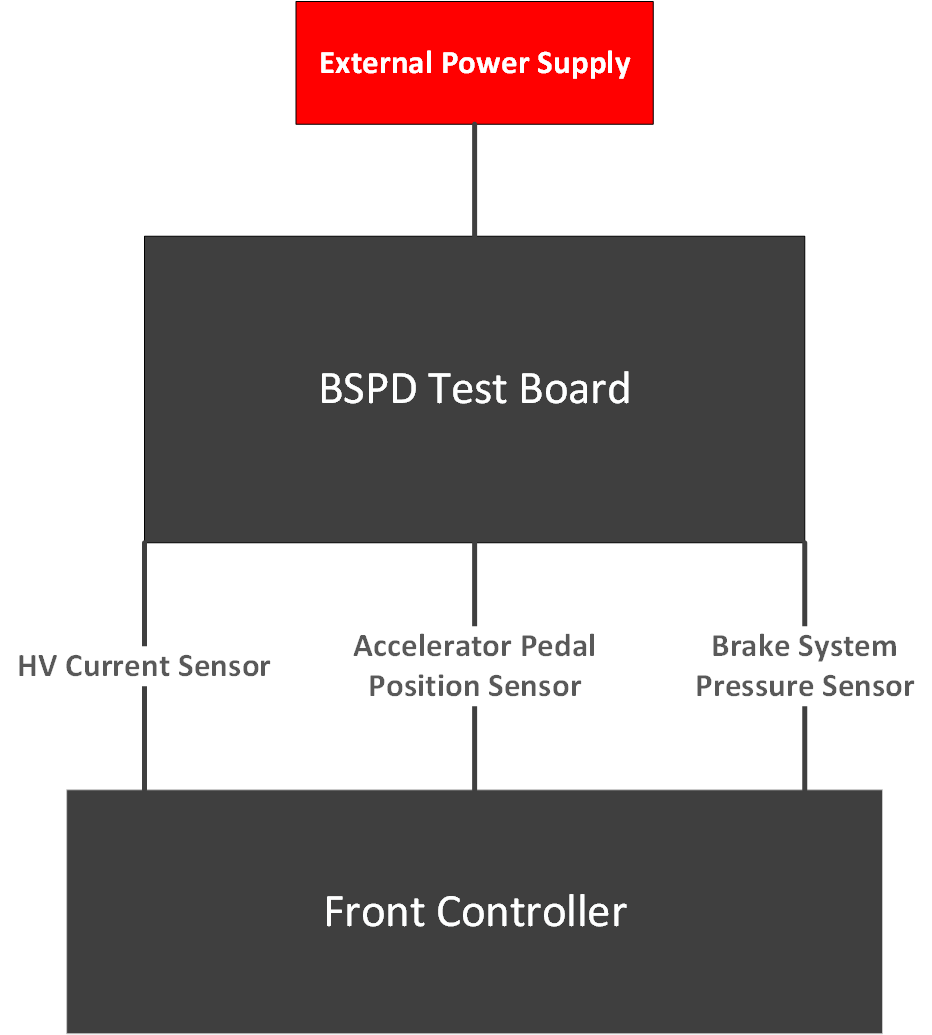 External Power Supply
BSPD Test Board
HV Current Sensor
Accelerator Pedal
Position Sensor
Brake System
Pressure Sensor
Front Controller